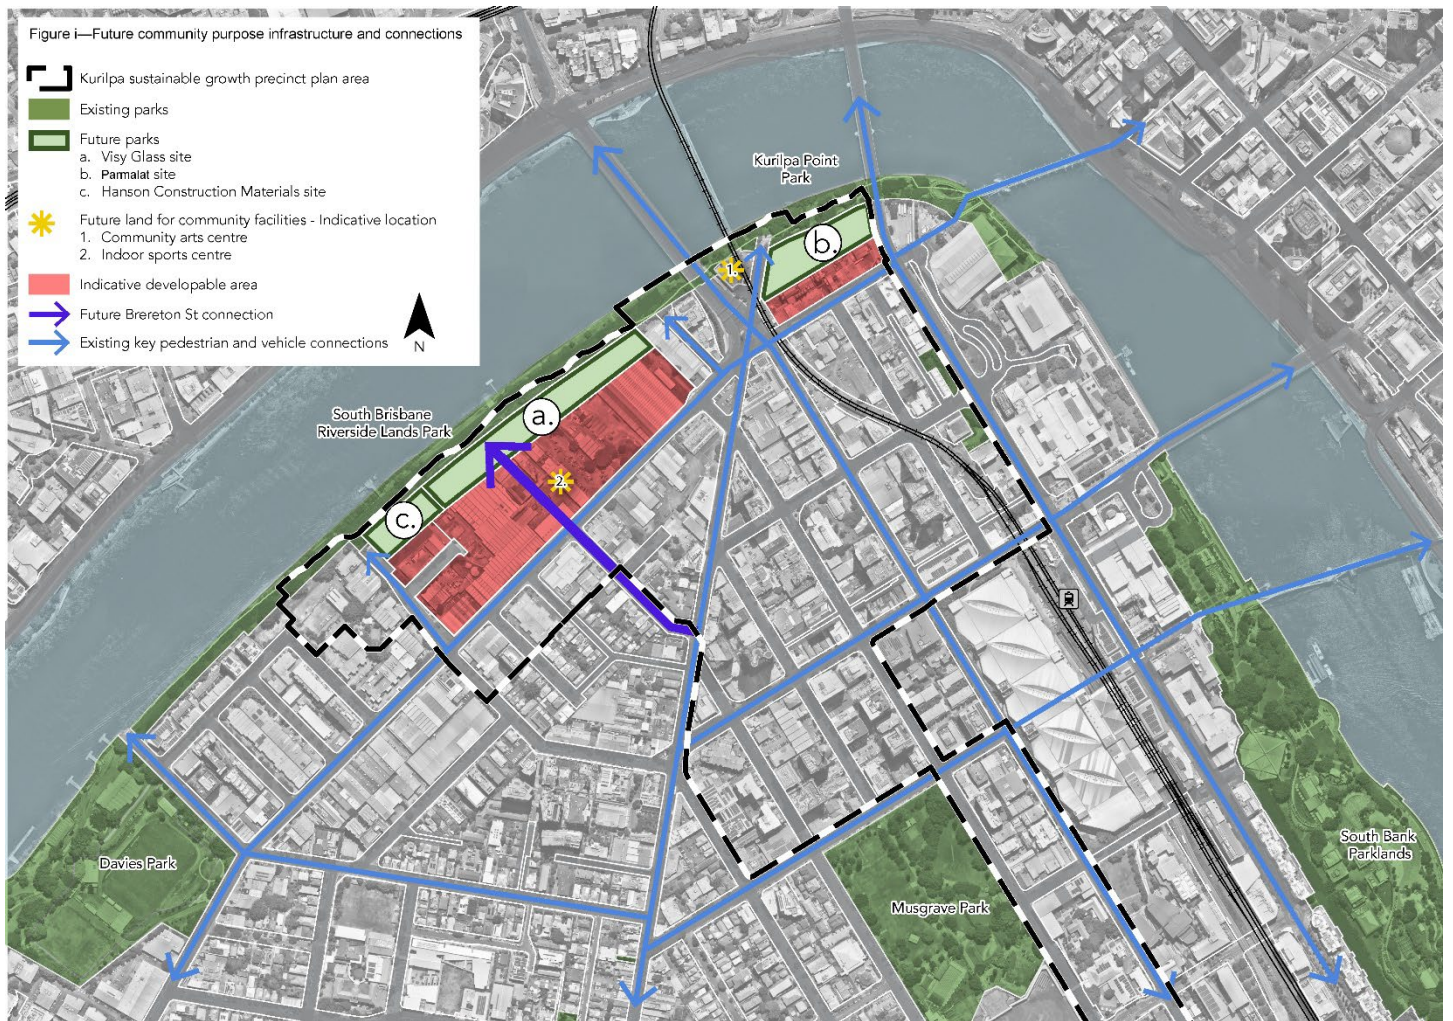 Figure i—Future community purpose infrastructure and connections
Kurilpa sustainable growth precinct plan area
Existing parks
Future parks
a. Visy Glass site
b. Parmalat site
c. Hanson Construction Materials site
Future land for community facilities - Indicative location
1. Community arts centre
2. Indoor sports centre
Indicative developable area
Future Brereton St connection
Existing key pedestrian and vehicle connections
N
Kurilpa Point
Park
b.
1.
South Brisbane
Riverside Lands Park
a.
2.
c.
Davies Park
Musgrave Park
South Bank
Parklands